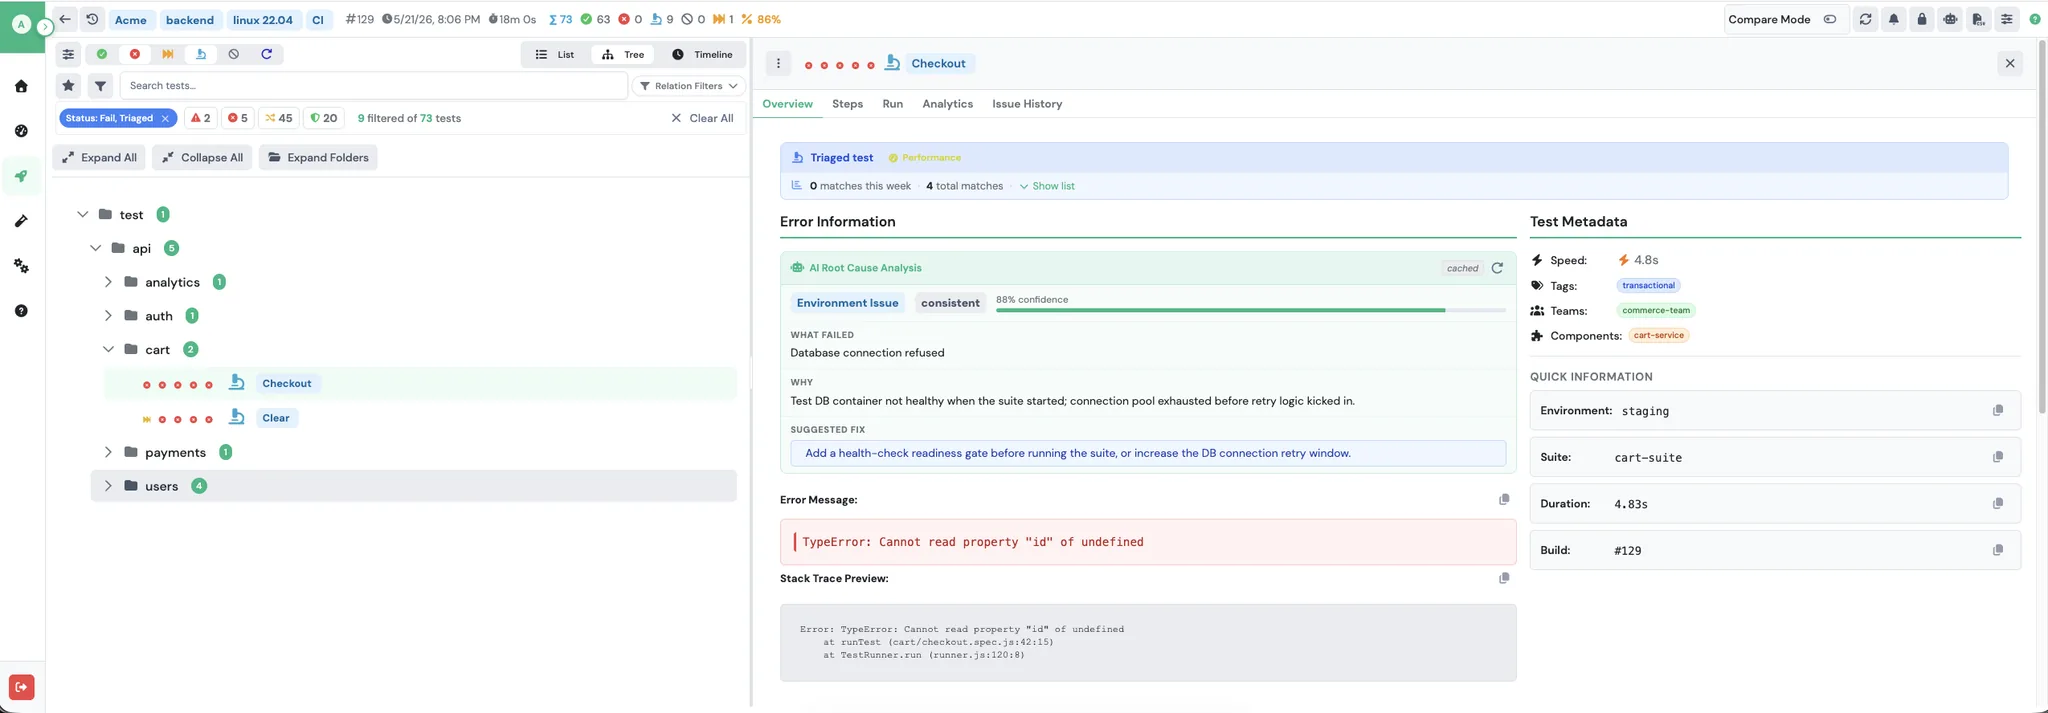 A
Acme backend linux 22.04 CI #129 5/21/26, 8:06 PM 18m 0s Σ 73 63 0 9 0 1 86%
Compare Mode
List Tree Timeline
Search tests...
Relation Filters
Status: Fail, Triaged 2 5 45 20 9 filtered of 73 tests Clear All
Expand All Collapse All Expand Folders
test 1
api 5
analytics 1
auth 1
cart 2
Checkout
Clear
payments 1
users 4
Checkout
Overview Steps Run Analytics Issue History
Triaged test Performance
0 matches this week · 4 total matches · Show list
Error Information
AI Root Cause Analysis cached
Environment Issue consistent 88% confidence
WHAT FAILED
Database connection refused
WHY
Test DB container not healthy when the suite started; connection pool exhausted before retry logic kicked in.
SUGGESTED FIX
Add a health-check readiness gate before running the suite, or increase the DB connection retry window.
Error Message:
TypeError: Cannot read property "id" of undefined
Stack Trace Preview:
Error: TypeError: Cannot read property "id" of undefined
at runTest (cart/checkout.spec.js:42:15)
at TestRunner.run (runner.js:120:8)
Test Metadata
Speed: 4.8s
Tags: transactional
Teams: commerce-team
Components: cart-service
QUICK INFORMATION
Environment: staging
Suite: cart-suite
Duration: 4.83s
Build: #129